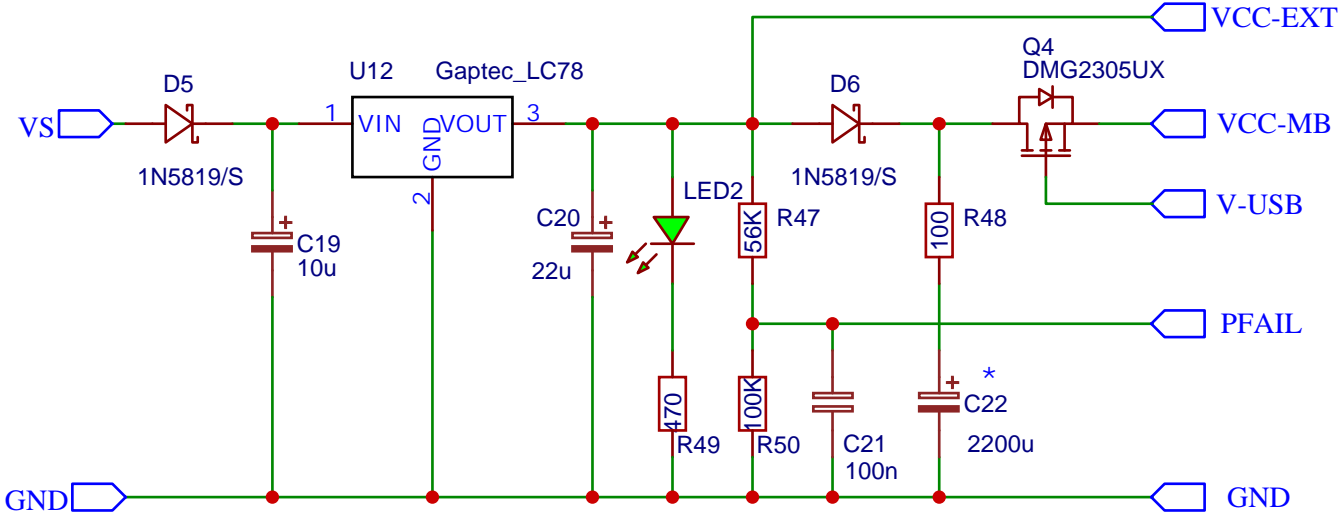 VCC-EXT
Q4
DMG2305UX
U12 Gaptec_LC78
D5
D6
VS
1
VIN
GND
VOUT
3
VCC-MB
1N5819/S
1N5819/S
2
LED2
V-USB
C20
R47
56K
R48
100
C19
10u
22u
PFAIL
*
C22
470
100K
R49
R50
C21
2200u
100n
GND
GND